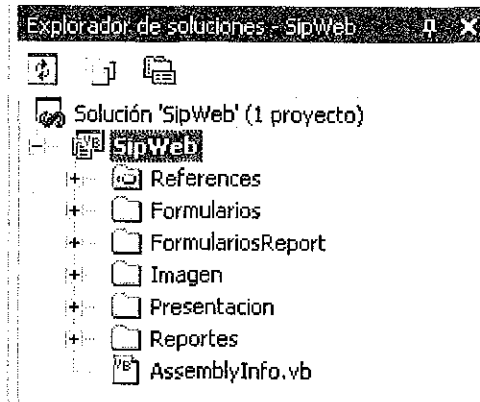 Explorador de soluciones - SipWeb
Solución 'SipWeb' (1 proyecto)
SipWeb
References
Formularios
FormulariosReport
Imagen
Presentacion
Reportes
AssemblyInfo.vb